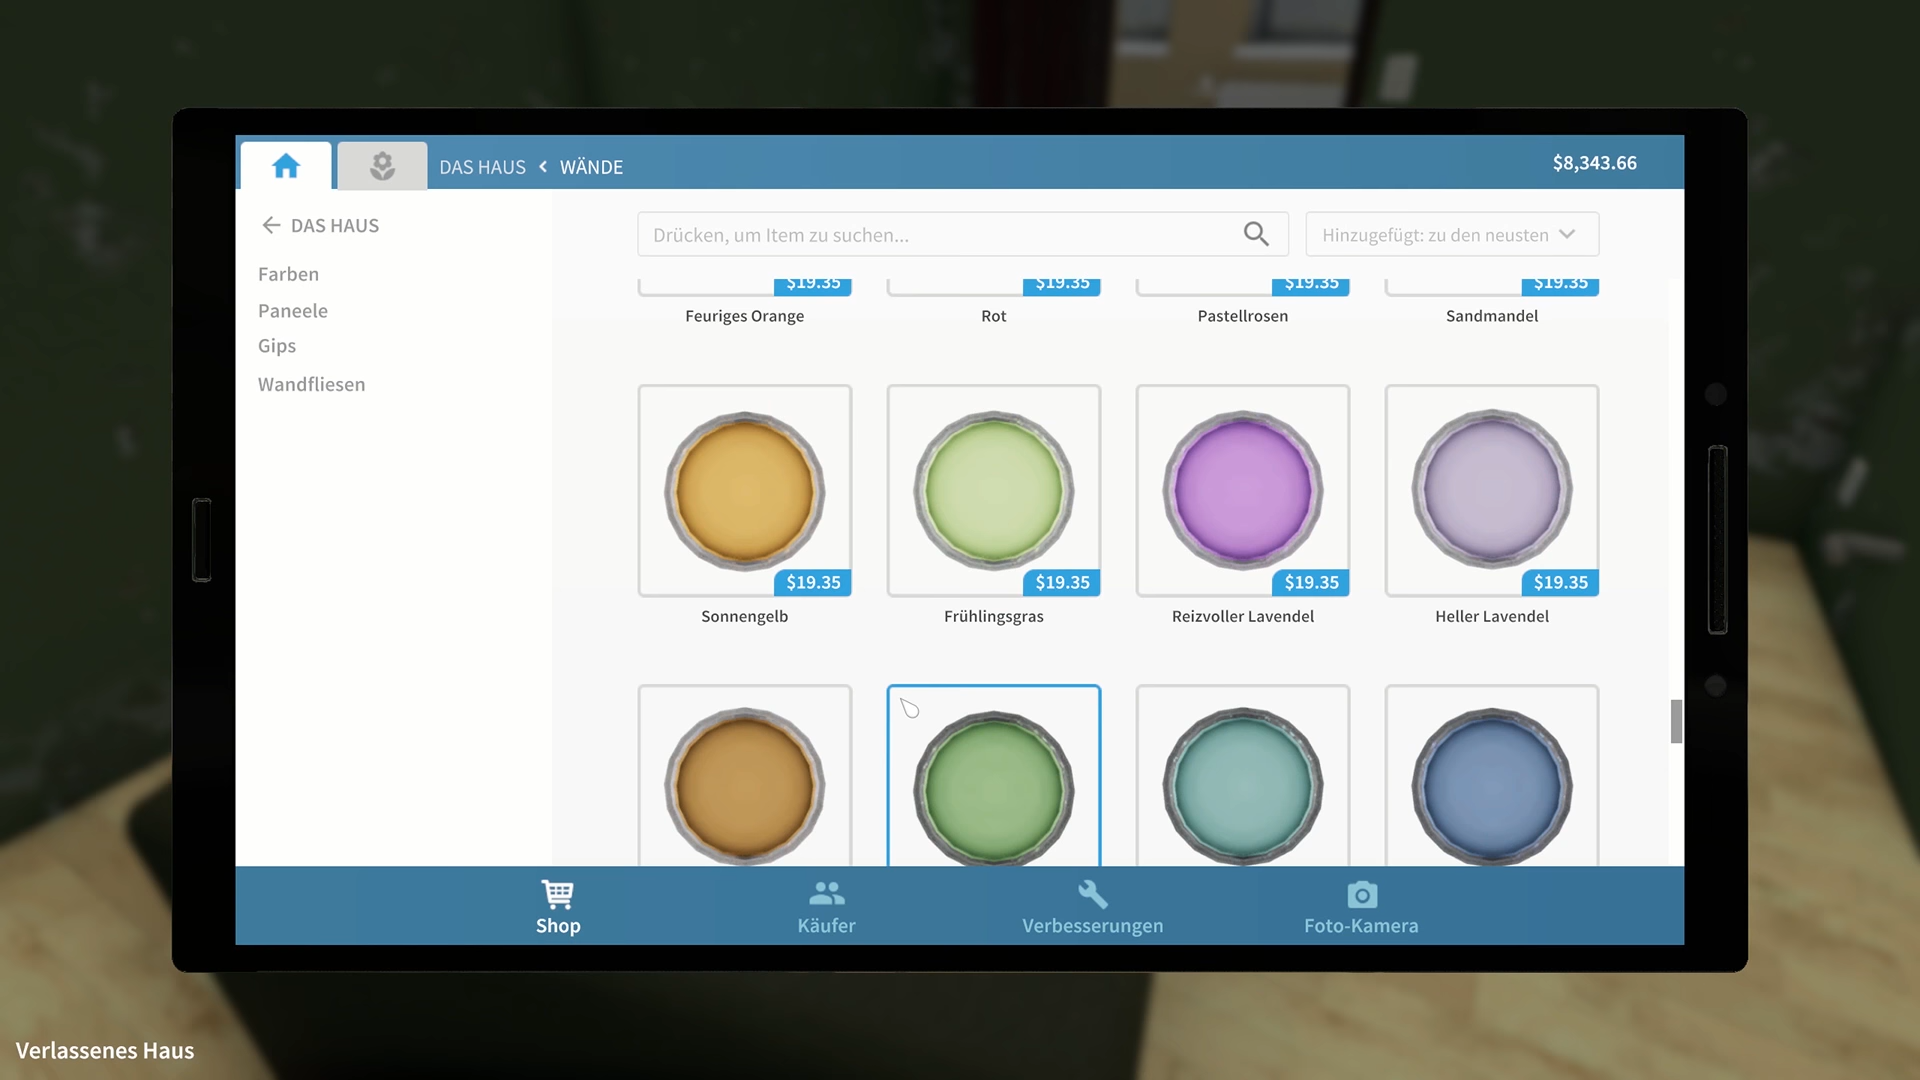 DAS HAUS WÄNDE
$8,343.66
DAS HAUS
Farben
Paneele
Gips
Wandfliesen
Drücken, um Item zu suchen...
Hinzugefügt: zu den neusten
$19.35 $19.35 $19.35 $19.35
Feuriges Orange Rot Pastellrosen Sandmandel
$19.35 $19.35 $19.35 $19.35
Sonnengelb Frühlingsgras Reizvoller Lavendel Heller Lavendel
Shop Käufer Verbesserungen Foto-Kamera
Verlassenes Haus